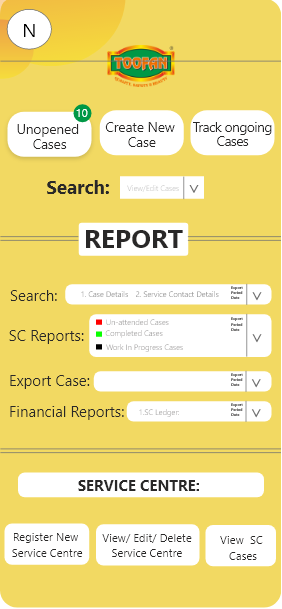 N
TOOPAN
10
Unopened
Cases
Create New
Case
Track ongoing
Cases
Search:
View/Edit Cases
REPORT
Search:
1. Case Details 2. Service Contact Details
Export
Period
Date
SC Reports:
Un-attended Cases
Completed Cases
Work In Progress Cases
Export
Period
Date
Export Case:
Export
Period
Date
Financial Reports:
1.SC Ledger.
Export
Period
Date
SERVICE CENTRE:
Register New
Service Centre
View/ Edit/ Delete
Service Centre
View SC
Cases